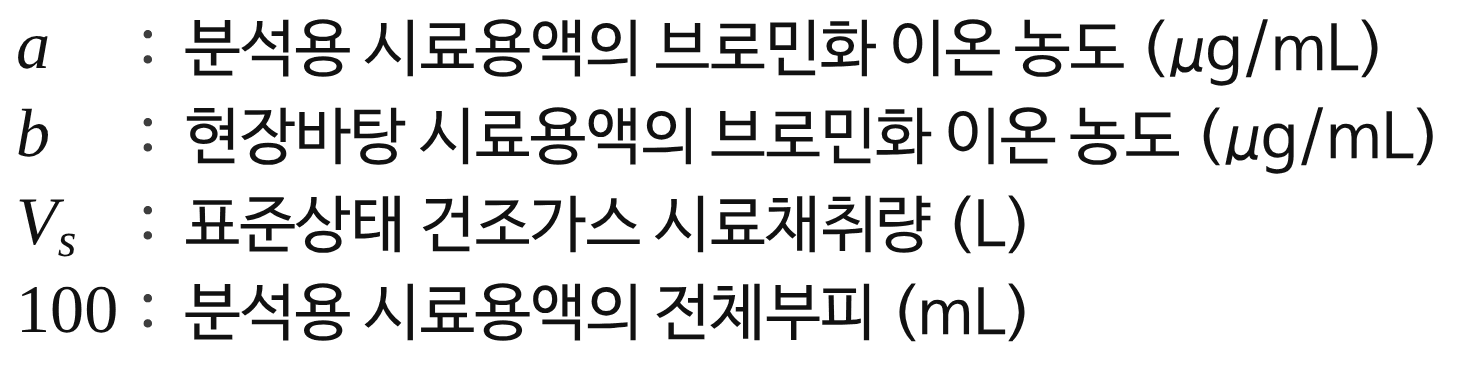 a : 분석용 시료용액의 브로민화 이온 농도 (μg/mL)
b : 현장바탕 시료용액의 브로민화 이온 농도 (μg/mL)
Vs : 표준상태 건조가스 시료채취량 (L)
100 : 분석용 시료용액의 전체부피 (mL)